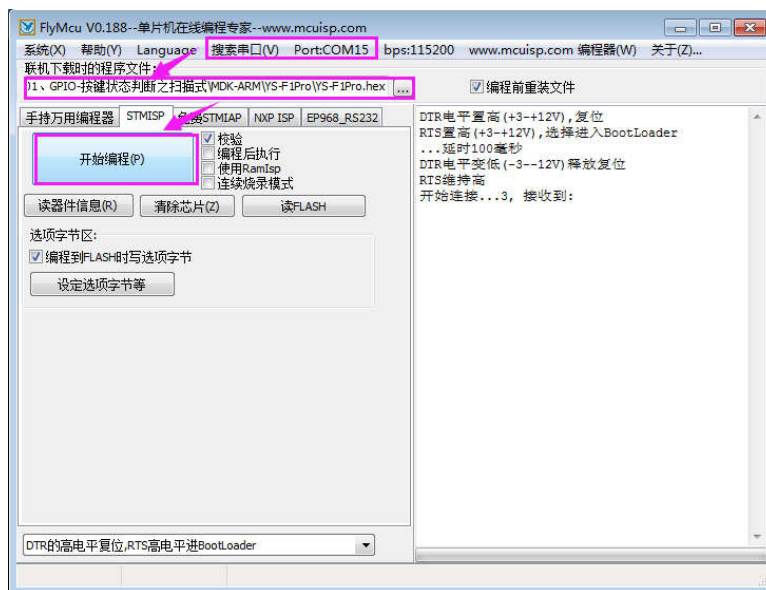 FlyMcu V0.188--单片机在线编程专家--www.mcuisp.com
系统(X) 帮助(Y) Language 搜索串口(V) Port:COM15 bps:115200 www.mcuisp.com 编程器(W) 关于(Z)...
联机下载时的程序文件:
)1、GPIO-按键状态判断之扫描式\MDK-ARM\YS-F1Pro\YS-F1Pro.hex ... 编程前重装文件
手持万用编程器 STMISP 免费STMIAP NXP ISP EP968_RS232
校验
开始编程(P) 编程后执行
使用RamIsp
连续烧录模式
读器件信息(R) 清除芯片(Z) 读FLASH
选项字节区:
编程到FLASH时写选项字节
设定选项字节等
DTR的高电平复位,RTS高电平进BootLoader
DTR电平置高(+3-+12V),复位
RTS置高(+3-+12V),选择进入BootLoader
...延时100毫秒
DTR电平变低(-3--12V)释放复位
RTS维持高
开始连接...3, 接收到: